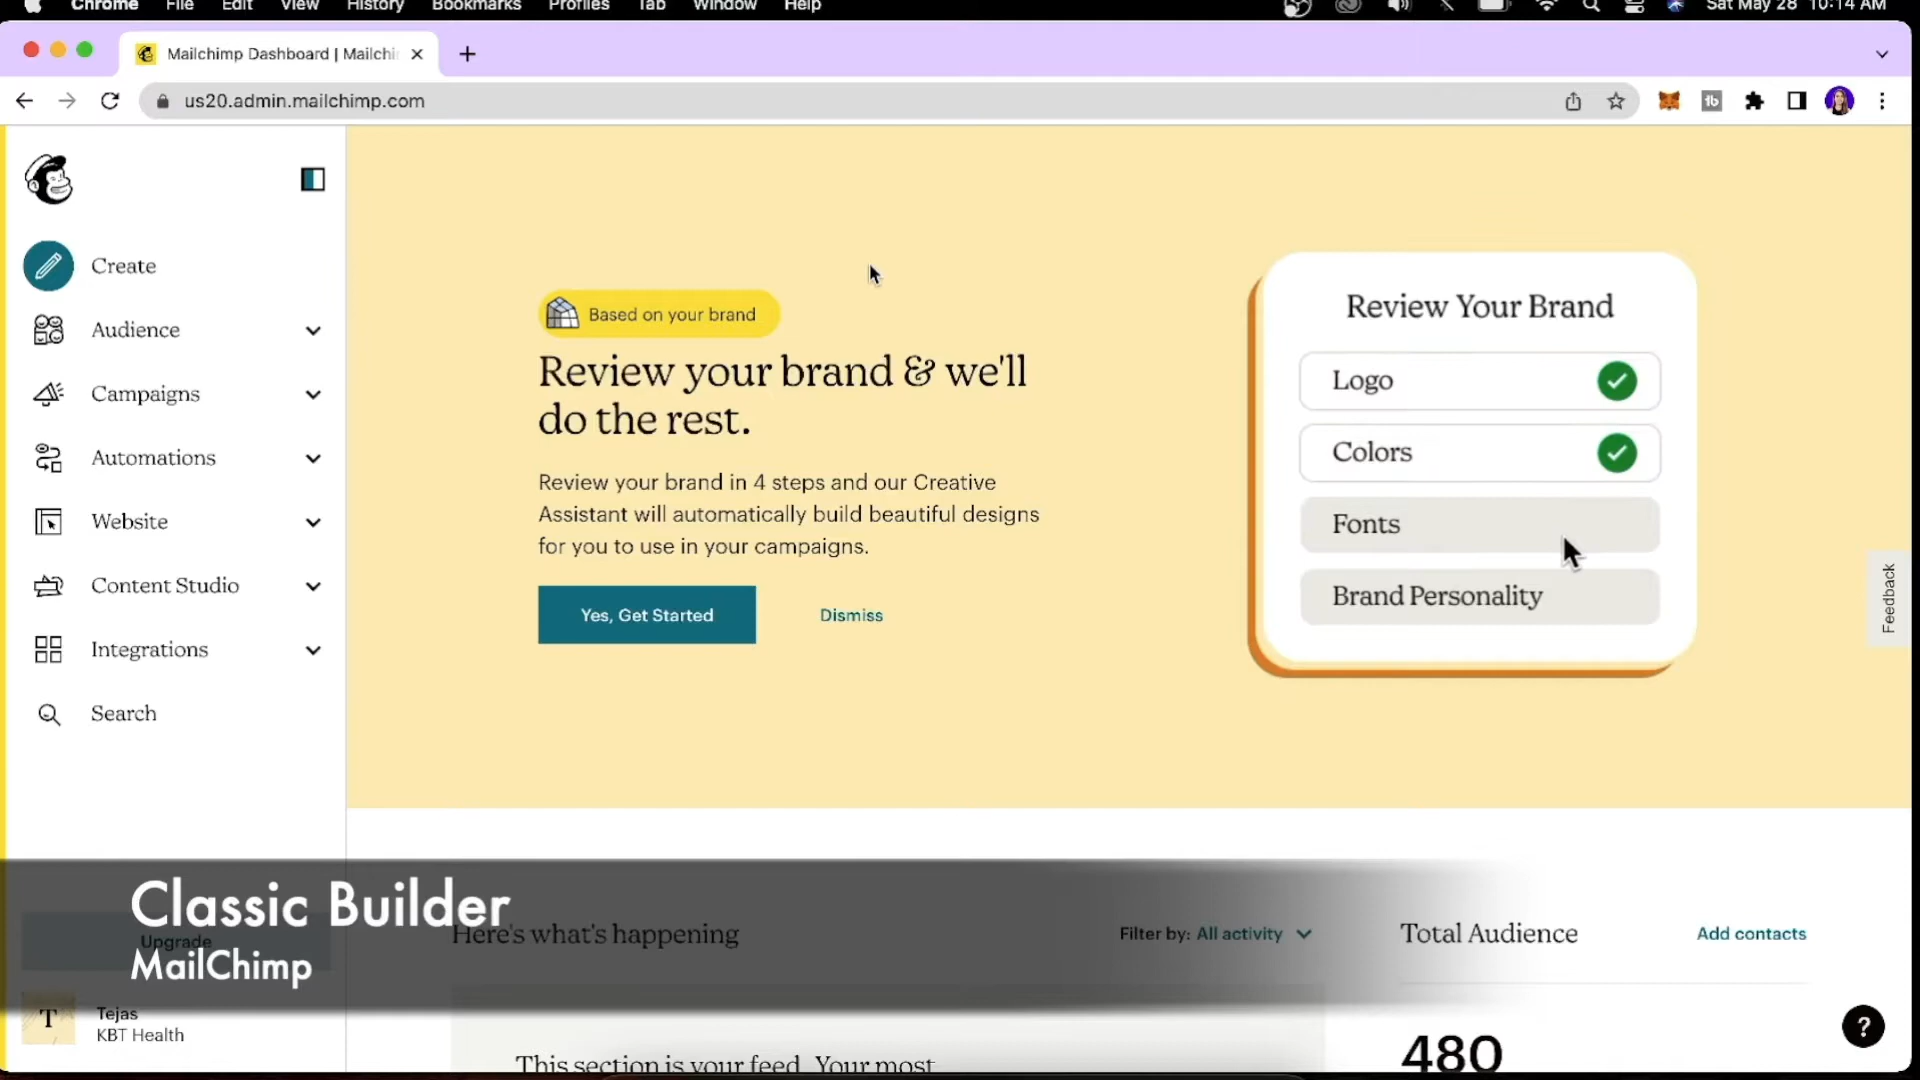 Chrome File Edit View History Bookmarks Profiles Tab Window Help Sat May 28 10:14 AM
Mailchimp Dashboard | Mailchi
us20.admin.mailchimp.com
Create
Audience
Campaigns
Automations
Website
Content Studio
Integrations
Search
Based on your brand
Review your brand & we'll
do the rest.
Review your brand in 4 steps and our Creative
Assistant will automatically build beautiful designs
for you to use in your campaigns.
Yes, Get Started
Dismiss
Review Your Brand
Logo
Colors
Fonts
Brand Personality
Feedback
Classic Builder
MailChimp
Upgrade
Here's what's happening
Filter by: All activity
Total Audience
Add contacts
T
Tejas
KBT Health
This section is your feed. Your most
480
?
tb